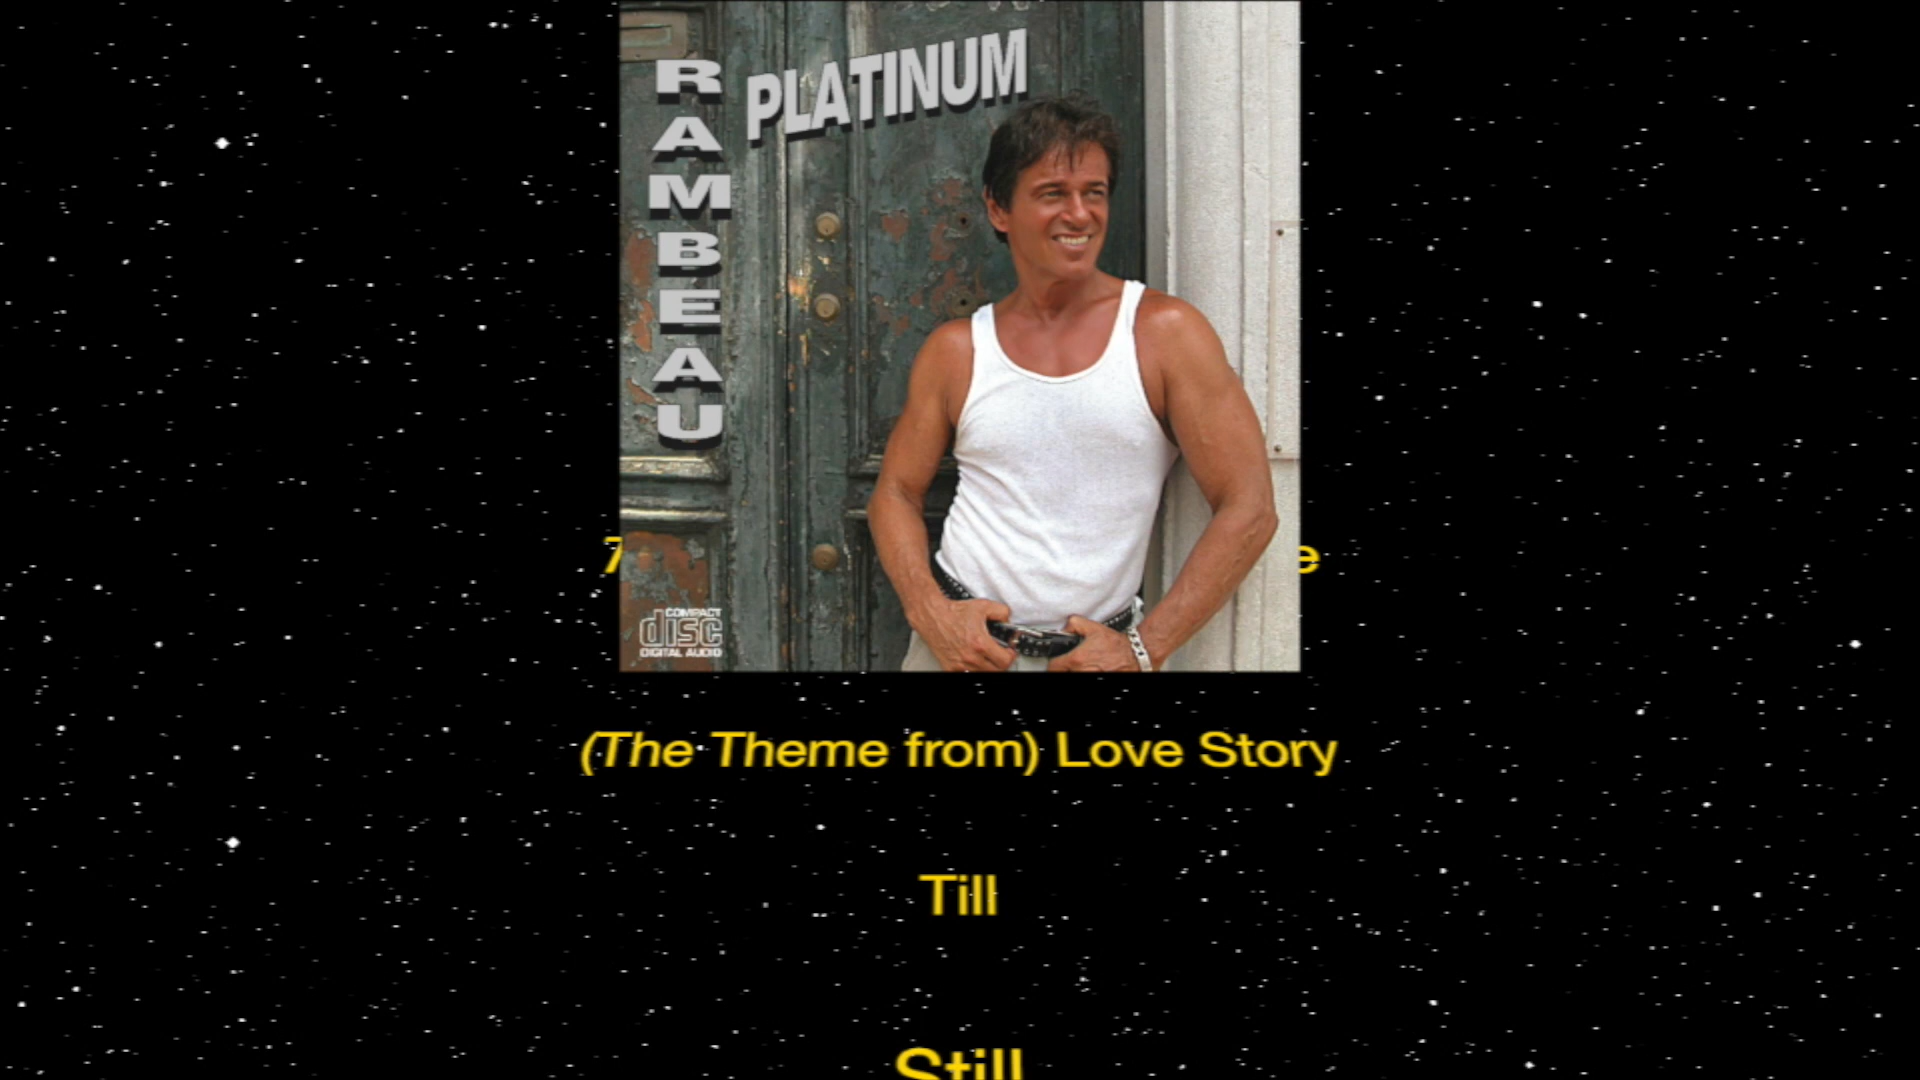 RAMBEAU
PLATINUM
COMPACT
disc
DIGITAL AUDIO
(The Theme from) Love Story
Till
Still